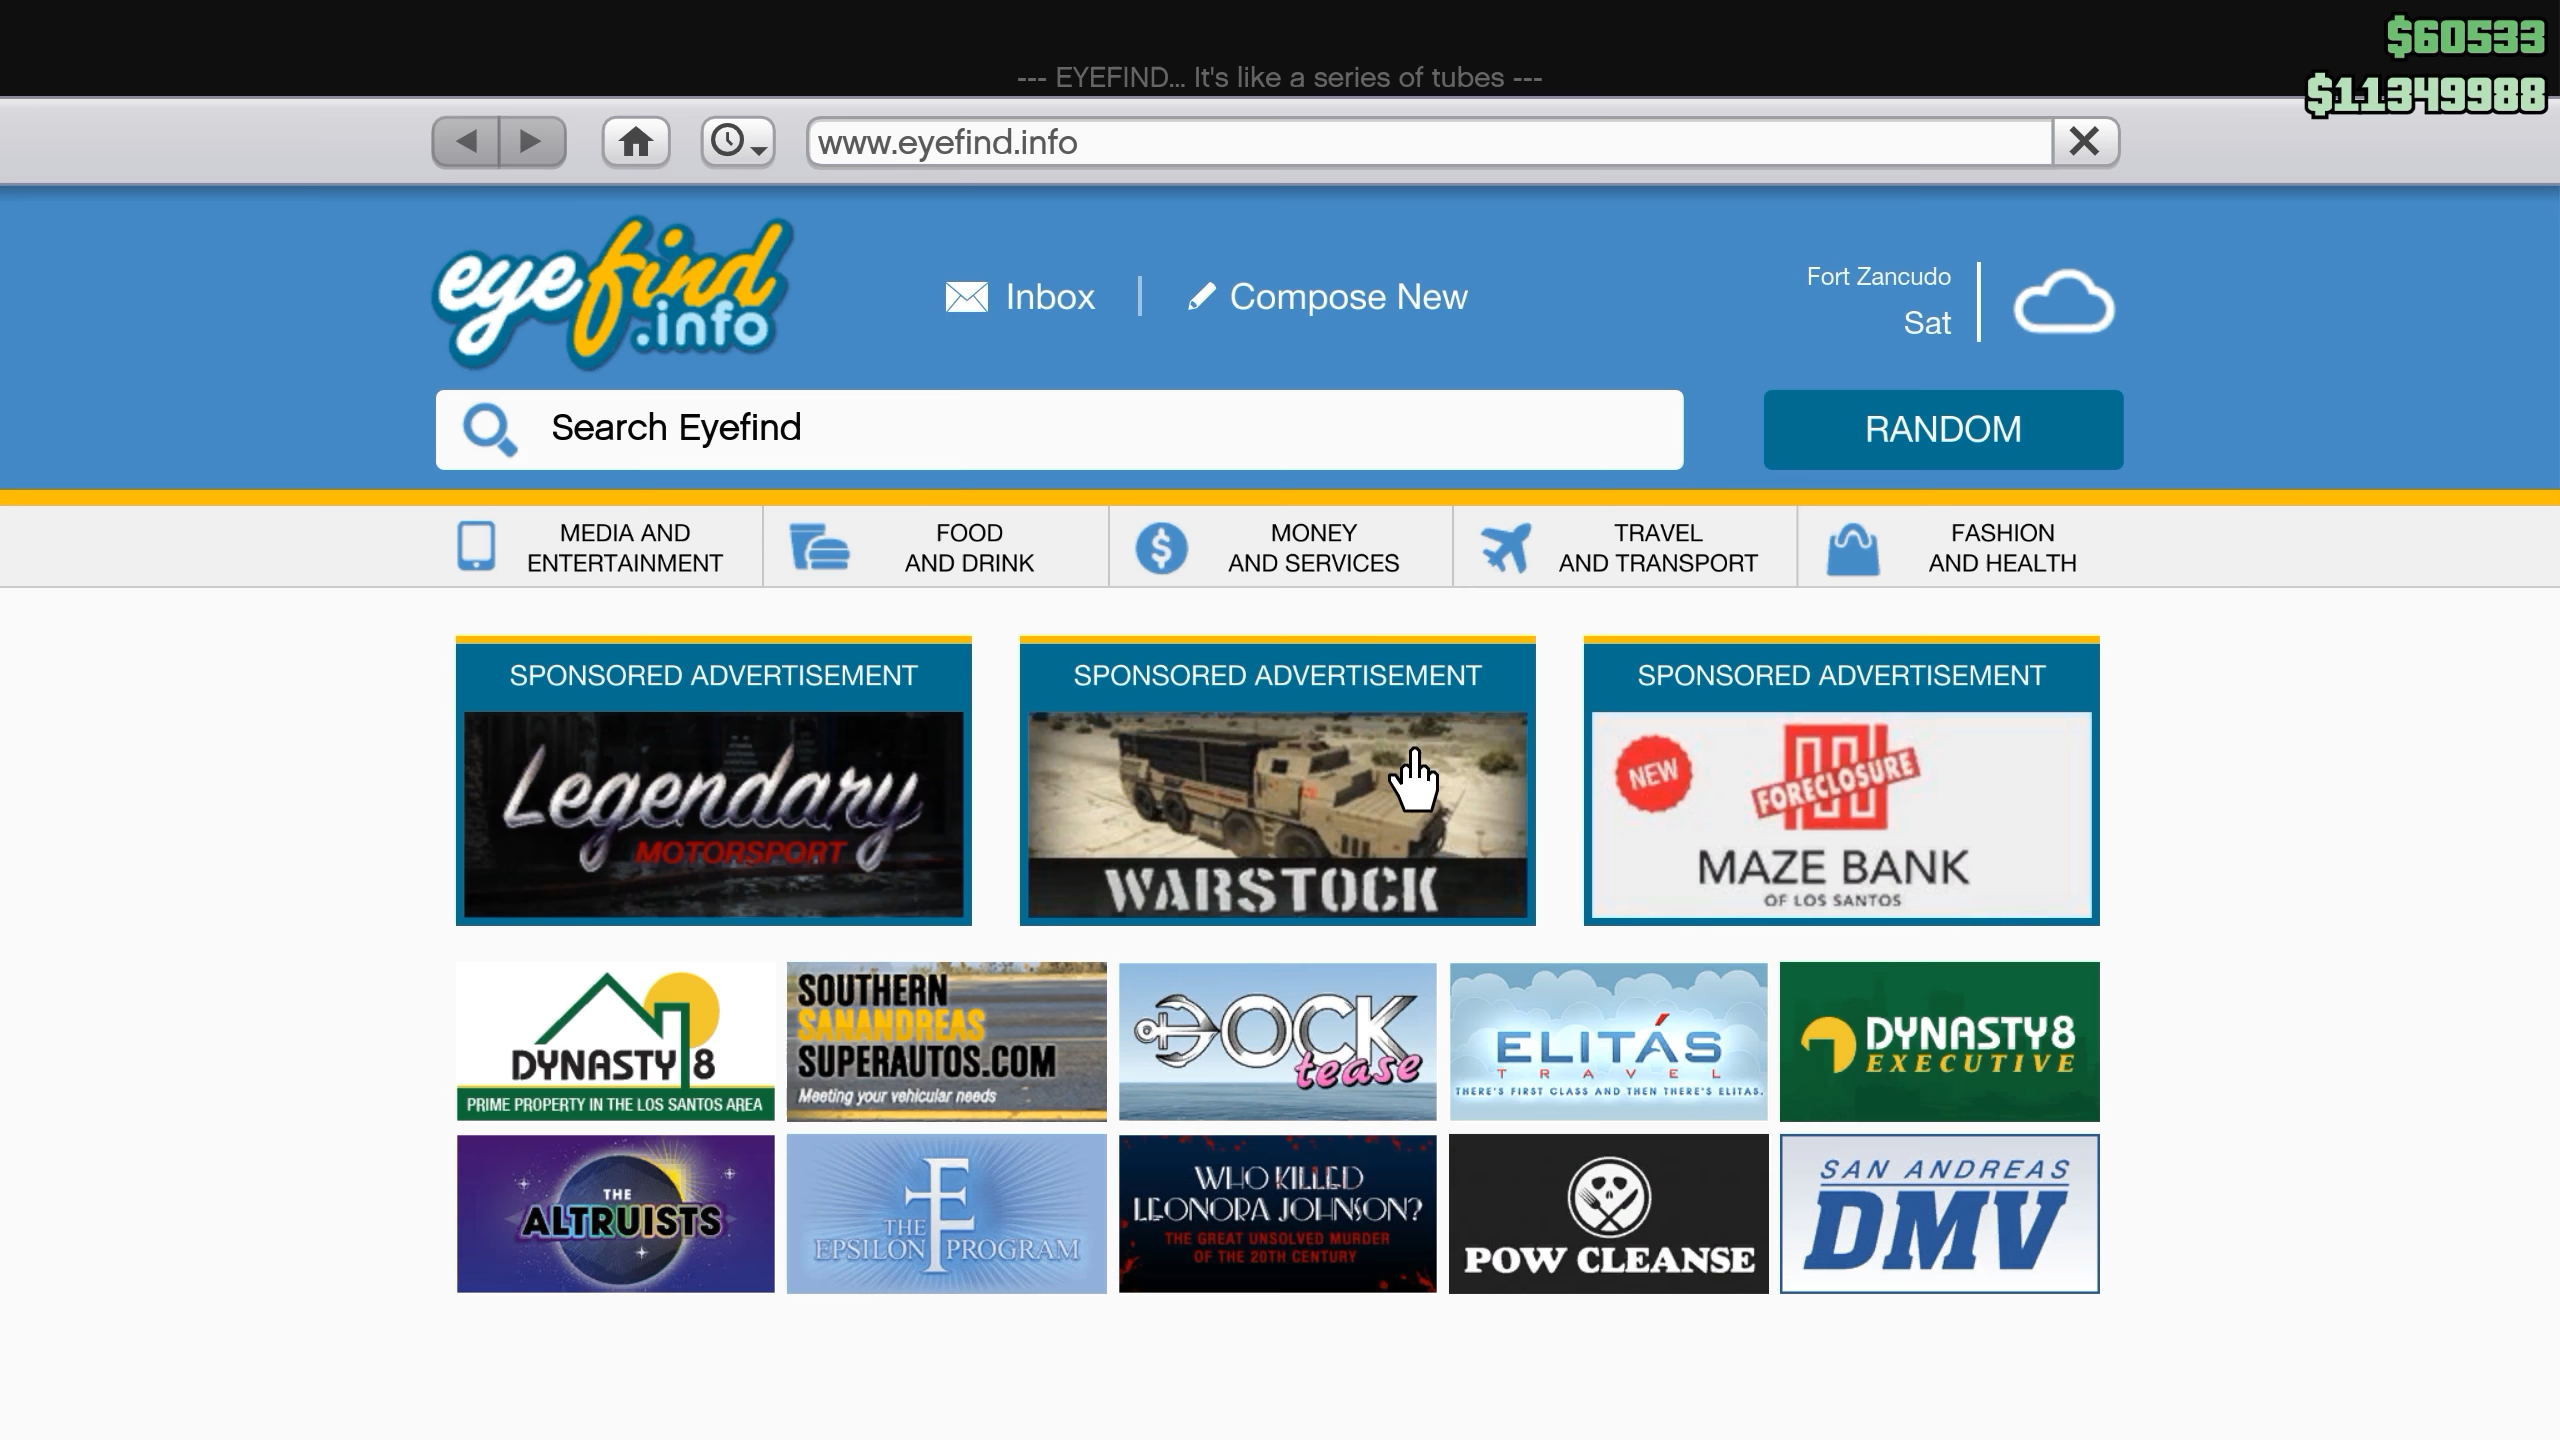 $60533
--- EYEFIND... It's like a series of tubes ---
$11349988
www.eyefind.info
eyefind
.info
Inbox
Compose New
Fort Zancudo
Sat
Search Eyefind
RANDOM
MEDIA AND
ENTERTAINMENT
FOOD
AND DRINK
MONEY
AND SERVICES
TRAVEL
AND TRANSPORT
FASHION
AND HEALTH
SPONSORED ADVERTISEMENT
Legendary
MOTORSPORT
SPONSORED ADVERTISEMENT
WARSTOCK
SPONSORED ADVERTISEMENT
NEW
FORECLOSURE
MAZE BANK
OF LOS SANTOS
DYNASTY 8
PRIME PROPERTY IN THE LOS SANTOS AREA
SOUTHERN
SANANDREAS
SUPERAUTOS.COM
Meeting your vehicular needs
DOCK
tease
ELITÁS
TRAVEL
THERE'S FIRST CLASS AND THEN THERE'S ELITAS.
DYNASTY8
EXECUTIVE
THE
ALTRUISTS
THE
EPSILON PROGRAM
WHO KILLED
LEONORA JOHNSON?
THE GREAT UNSOLVED MURDER
OF THE 20TH CENTURY
POW CLEANSE
SAN ANDREAS
DMV